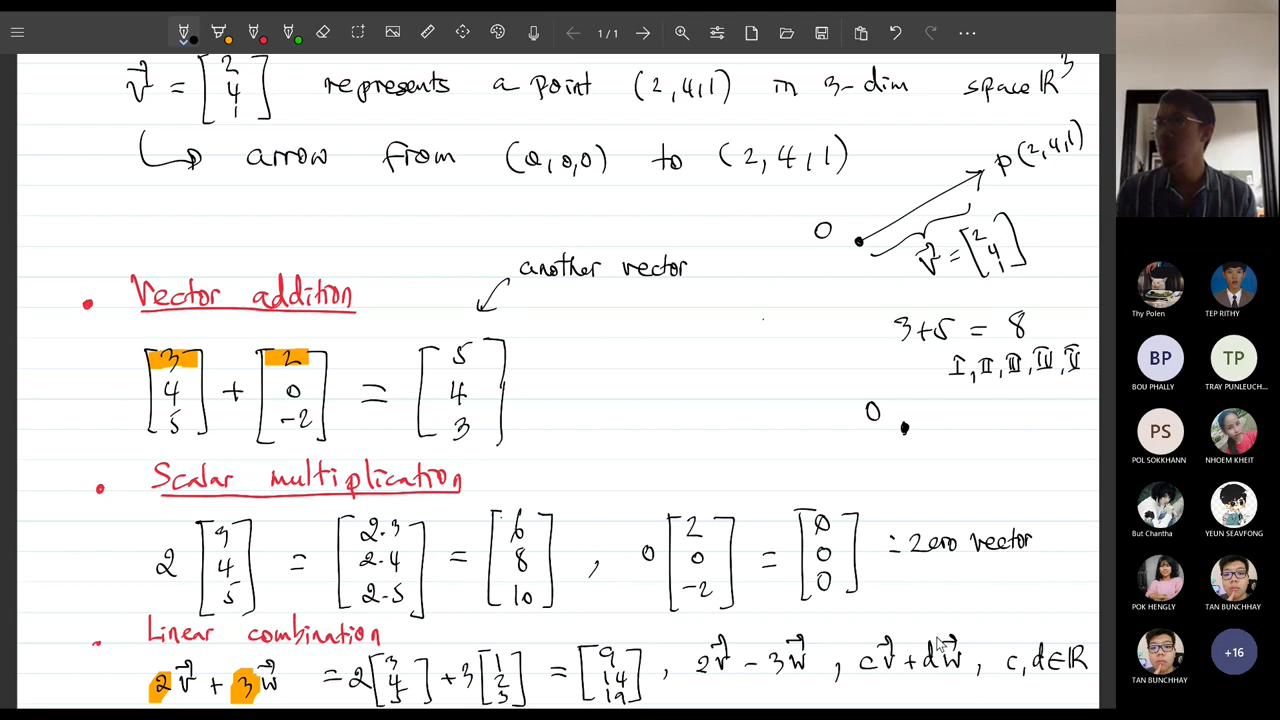 1/1
v⃗ = [2 4 1] represents a point (2,4,1) in 3-dim space ℝ³
↳ arrow from (0,0,0) to (2,4,1)
P(2,4,1)
0
v⃗ = [2 4 1]
another vector
• Vector addition
3+5 = 8
I, II, III, IV, V
[3 4 5] + [2 0 -2] = [5 4 3]
0
• Scalar multiplication
2 [3 4 5] = [2·3 2·4 2·5] = [6 8 10] , 0 [2 0 -2] = [0 0 0] : zero vector
• Linear combination
2v⃗ + 3w⃗ = 2 [3 4 5] + 3 [1 2 3] = [9 14 19] , 2v⃗ - 3w⃗ , cv⃗ + dw⃗ , c, d ∈ ℝ
Thy Polen
TEP RITHY
BP
TP
BOU PHALLY
TRAY PUNLEUCH...
PS
POL SOKKHANN
NHOEM KHEIT
But Chantha
YEUN SEAVFONG
POK HENGLY
TAN BUNCHHAY
+16
TAN BUNCHHAY